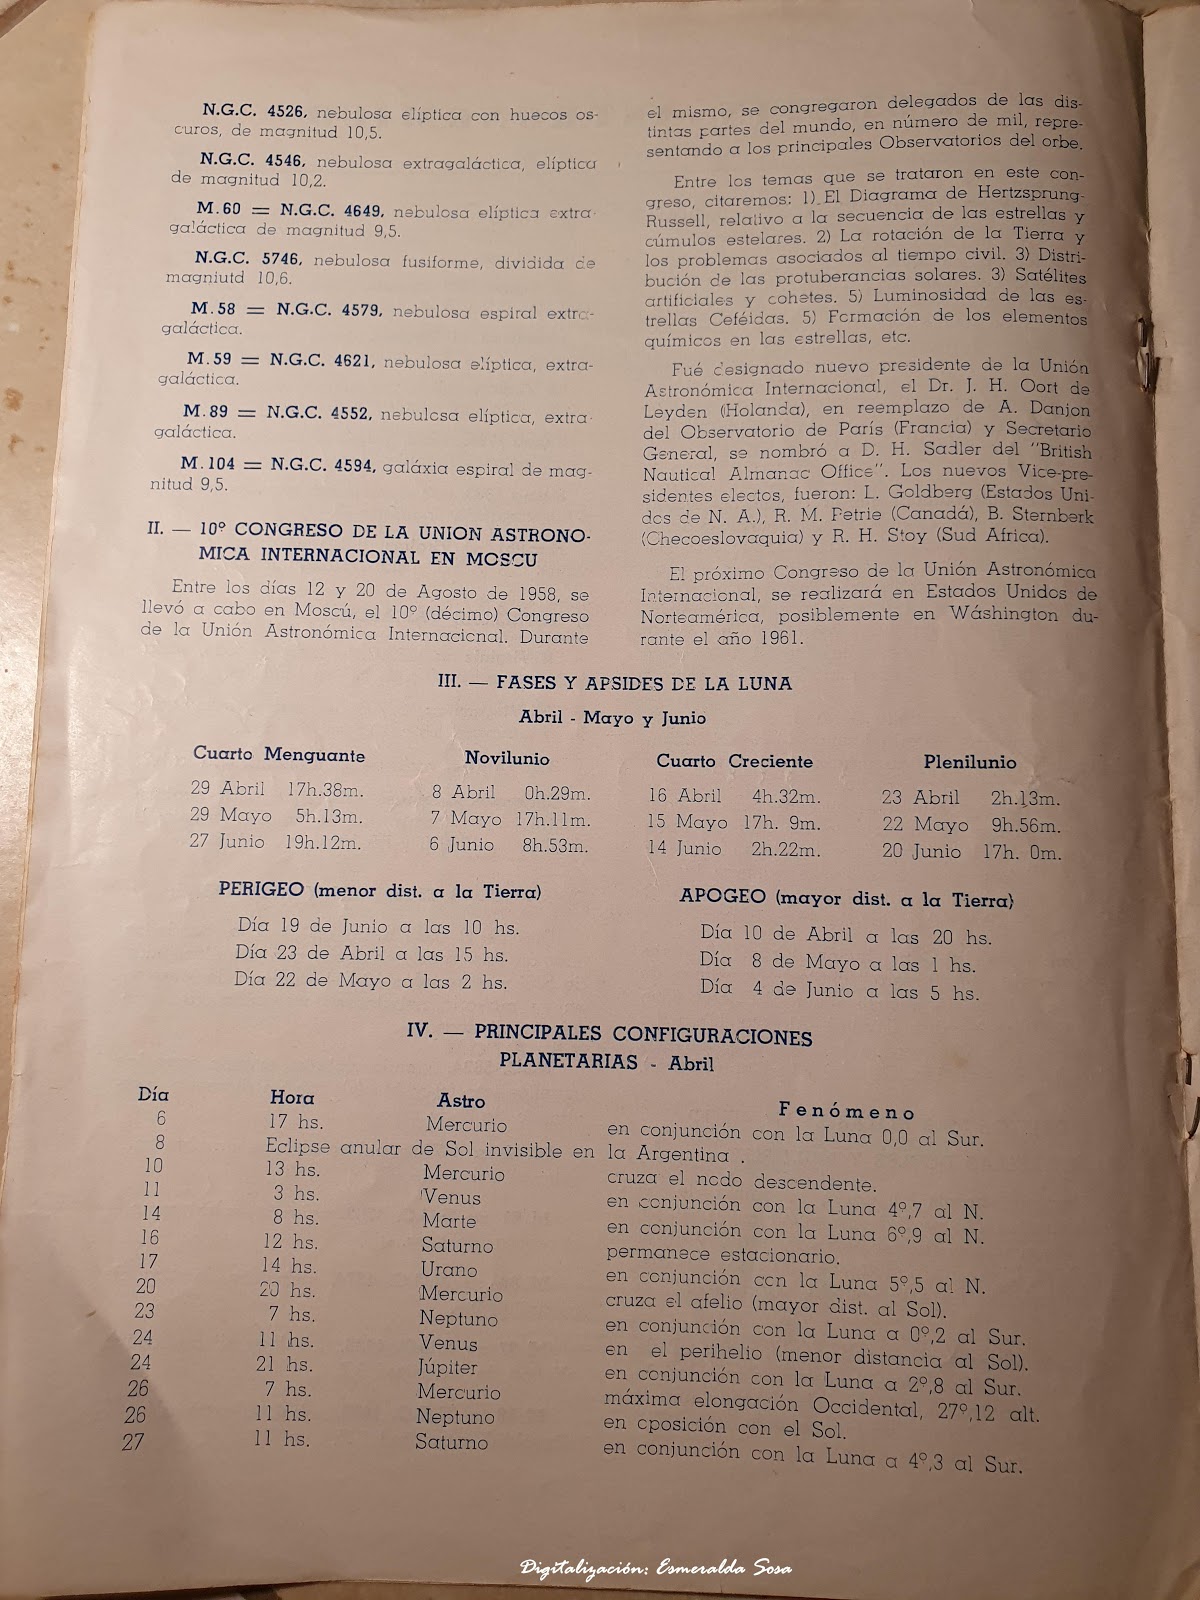 N.G.C. 4526, nebulosa elíptica con huecos os-
curos, de magnitud 10,5.
N.G.C. 4546, nebulosa extragaláctica, elíptica
de magnitud 10,2.
M.60 = N.G.C. 4649, nebulosa elíptica extra-
galáctica de magnitud 9,5.
N.G.C. 5746, nebulosa fusiforme, dividida de
magniutd 10,6.
M.58 = N.G.C. 4579, nebulosa espiral extra-
galáctica.
M.59 = N.G.C. 4621, nebulosa elíptica, extra-
galáctica.
M.89 = N.G.C. 4552, nebulosa elíptica, extra-
galáctica.
M.104 = N.G.C. 4594, galáxia espiral de mag-
nitud 9,5.
II. — 10º CONGRESO DE LA UNION ASTRONO-
MICA INTERNACIONAL EN MOSCU
Entre los días 12 y 20 de Agosto de 1958, se
llevó a cabo en Moscú, el 10º (décimo) Congreso
de la Unión Astronómica Internacional. Durante
el mismo, se congregaron delegados de las dis-
tintas partes del mundo, en número de mil, repre-
sentando a los principales Observatorios del orbe.
Entre los temas que se trataron en este con-
greso, citaremos: 1) El Diagrama de Hertzsprung-
Russell, relativo a la secuencia de las estrellas y
cúmulos estelares. 2) La rotación de la Tierra y
los problemas asociados al tiempo civil. 3) Distri-
bución de las protuberancias solares. 3) Satélites
artificiales y cohetes. 5) Luminosidad de las es-
trellas Ceféidas. 5) Formación de los elementos
químicos en las estrellas, etc.
Fué designado nuevo presidente de la Unión
Astronómica Internacional, el Dr. J. H. Oort de
Leyden (Holanda), en reemplazo de A. Danjon
del Observatorio de París (Francia) y Secretario
General, se nombró a D. H. Sadler del "British
Nautical Almanac Office". Los nuevos Vice-pre-
sidentes electos, fueron: L. Goldberg (Estados Uni-
dos de N. A.), R. M. Petrie (Canadá), B. Sternberk
(Checoeslovaquia) y R. H. Stoy (Sud Africa).
El próximo Congreso de la Unión Astronómica
Internacional, se realizará en Estados Unidos de
Norteamérica, posiblemente en Wáshington du-
rante el año 1961.
III. — FASES Y APSIDES DE LA LUNA
Abril - Mayo y Junio
Cuarto Menguante Novilunio Cuarto Creciente Plenilunio
29 Abril 17h.38m. 8 Abril 0h.29m. 16 Abril 4h.32m. 23 Abril 2h.13m.
29 Mayo 5h.13m. 7 Mayo 17h.11m. 15 Mayo 17h. 9m. 22 Mayo 9h.56m.
27 Junio 19h.12m. 6 Junio 8h.53m. 14 Junio 2h.22m. 20 Junio 17h. 0m.
PERIGEO (menor dist. a la Tierra)
Día 19 de Junio a las 10 hs.
Día 23 de Abril a las 15 hs.
Día 22 de Mayo a las 2 hs.
APOGEO (mayor dist. a la Tierra)
Día 10 de Abril a las 20 hs.
Día 8 de Mayo a las 1 hs.
Día 4 de Junio a las 5 hs.
IV. — PRINCIPALES CONFIGURACIONES
PLANETARIAS - Abril
Día Hora Astro Fenómeno
6 17 hs. Mercurio en conjunción con la Luna 0,0 al Sur.
8 Eclipse anular de Sol invisible en la Argentina .
10 13 hs. Mercurio cruza el nodo descendente.
11 3 hs. Venus en conjunción con la Luna 4º,7 al N.
14 8 hs. Marte en conjunción con la Luna 6º,9 al N.
16 12 hs. Saturno permanece estacionario.
17 14 hs. Urano en conjunción con la Luna 5º,5 al N.
20 20 hs. Mercurio cruza el afelio (mayor dist. al Sol).
23 7 hs. Neptuno en conjunción con la Luna a 0º,2 al Sur.
24 11 hs. Venus en el perihelio (menor distancia al Sol).
24 21 hs. Júpiter en conjunción con la Luna a 2º,8 al Sur.
26 7 hs. Mercurio máxima elongación Occidental, 27º,12 alt.
26 11 hs. Neptuno en oposición con el Sol.
27 11 hs. Saturno en conjunción con la Luna a 4º,3 al Sur.
Digitalización: Esmeralda Sosa